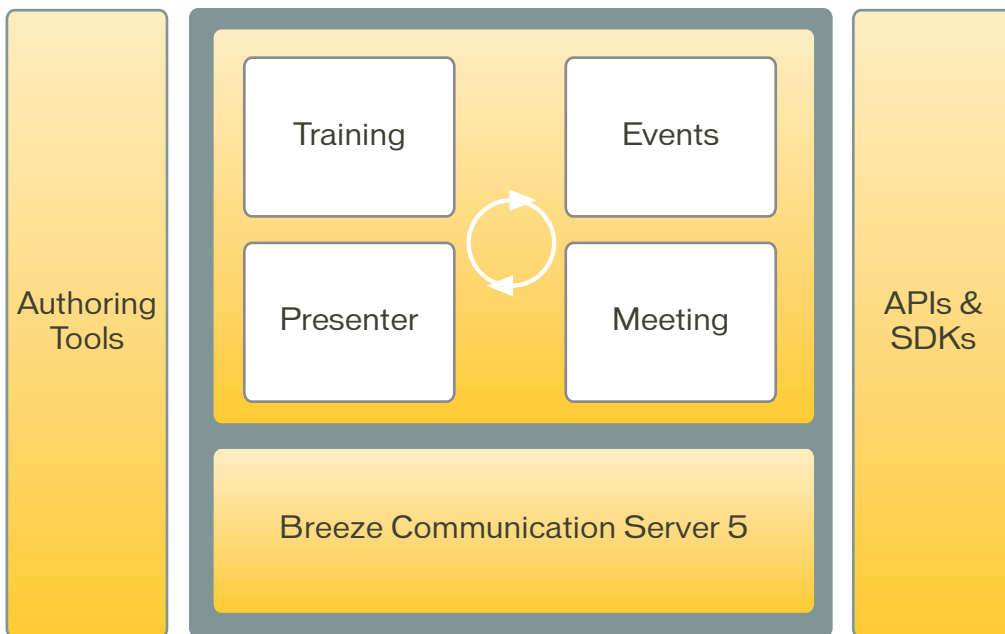 Training
Events
Authoring
Tools
Presenter
Meeting
APIs &
SDKs
Breeze Communication Server 5